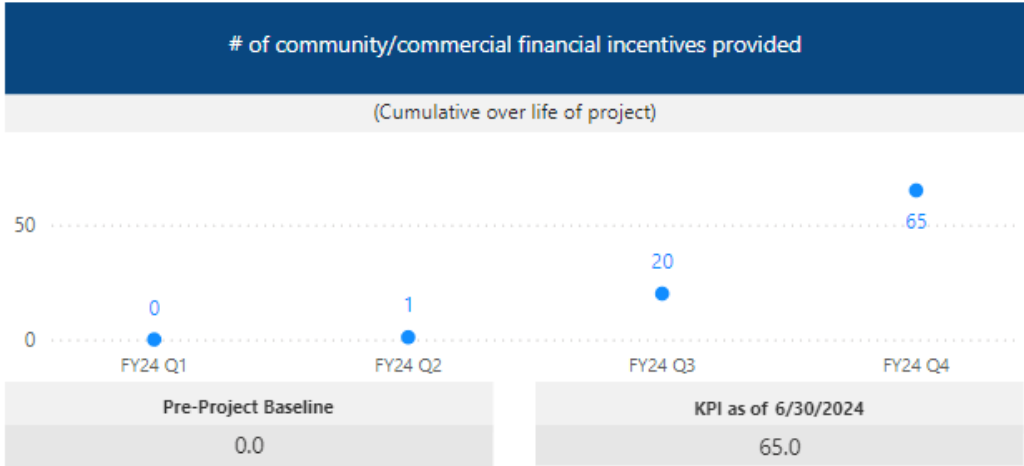 # of community/commercial financial incentives provided
(Cumulative over life of project)
50
65
20
0
1
0
FY24 Q1 FY24 Q2 FY24 Q3 FY24 Q4
Pre-Project Baseline
0.0
KPI as of 6/30/2024
65.0